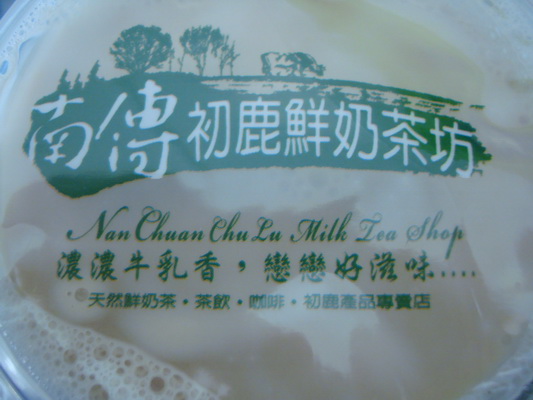 南傳 初鹿鮮奶茶坊
Nan Chuan Chu Lu Milk Tea Shop
濃濃牛乳香，戀戀好滋味....
天然鮮奶茶・茶飲・咖啡・初鹿產品專賣店